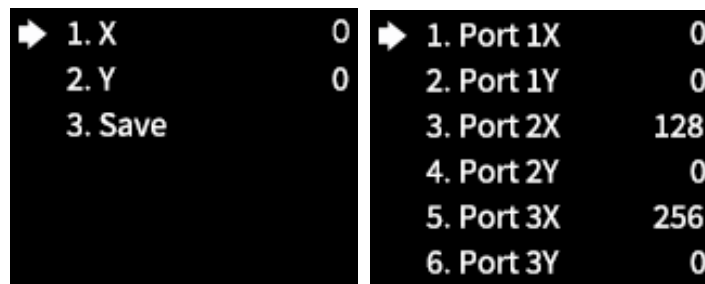 1. X 0
2. Y 0
3. Save
1. Port 1X 0
2. Port 1Y 0
3. Port 2X 128
4. Port 2Y 0
5. Port 3X 256
6. Port 3Y 0